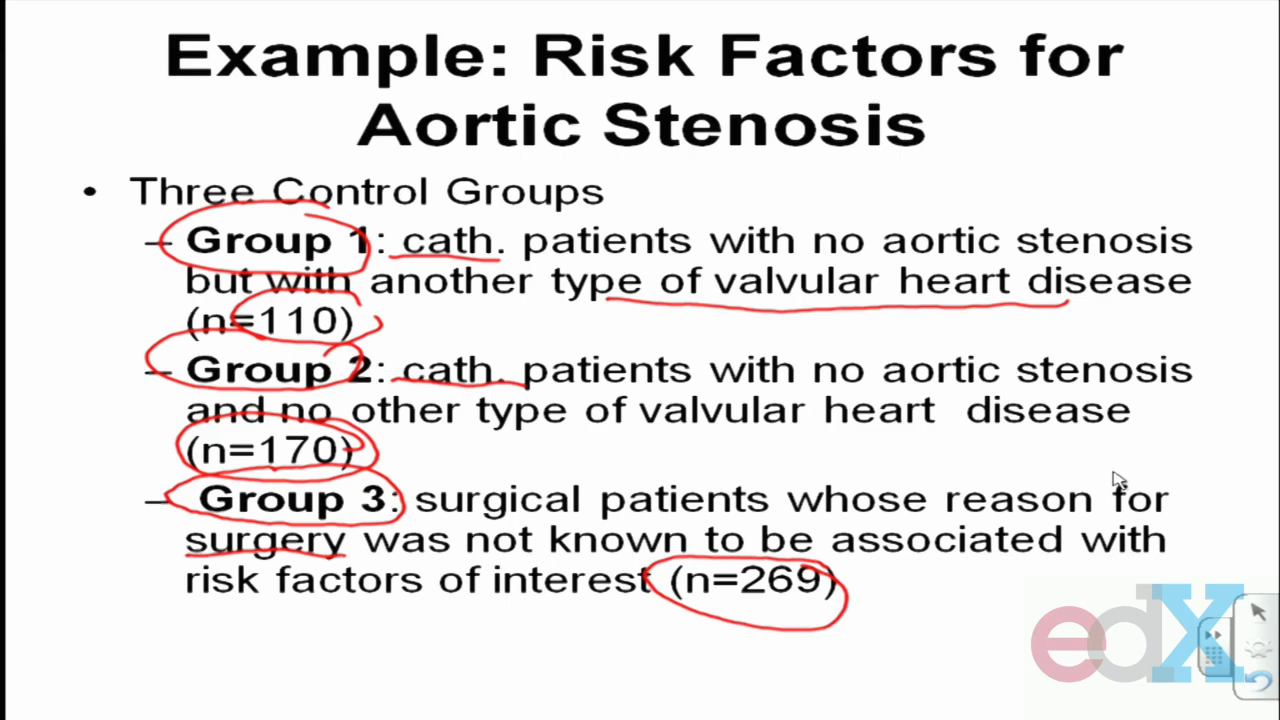 Example: Risk Factors for
Aortic Stenosis
• Three Control Groups
– Group 1: cath. patients with no aortic stenosis
but with another type of valvular heart disease
(n=110)
– Group 2: cath. patients with no aortic stenosis
and no other type of valvular heart disease
(n=170)
– Group 3: surgical patients whose reason for
surgery was not known to be associated with
risk factors of interest (n=269)
edX